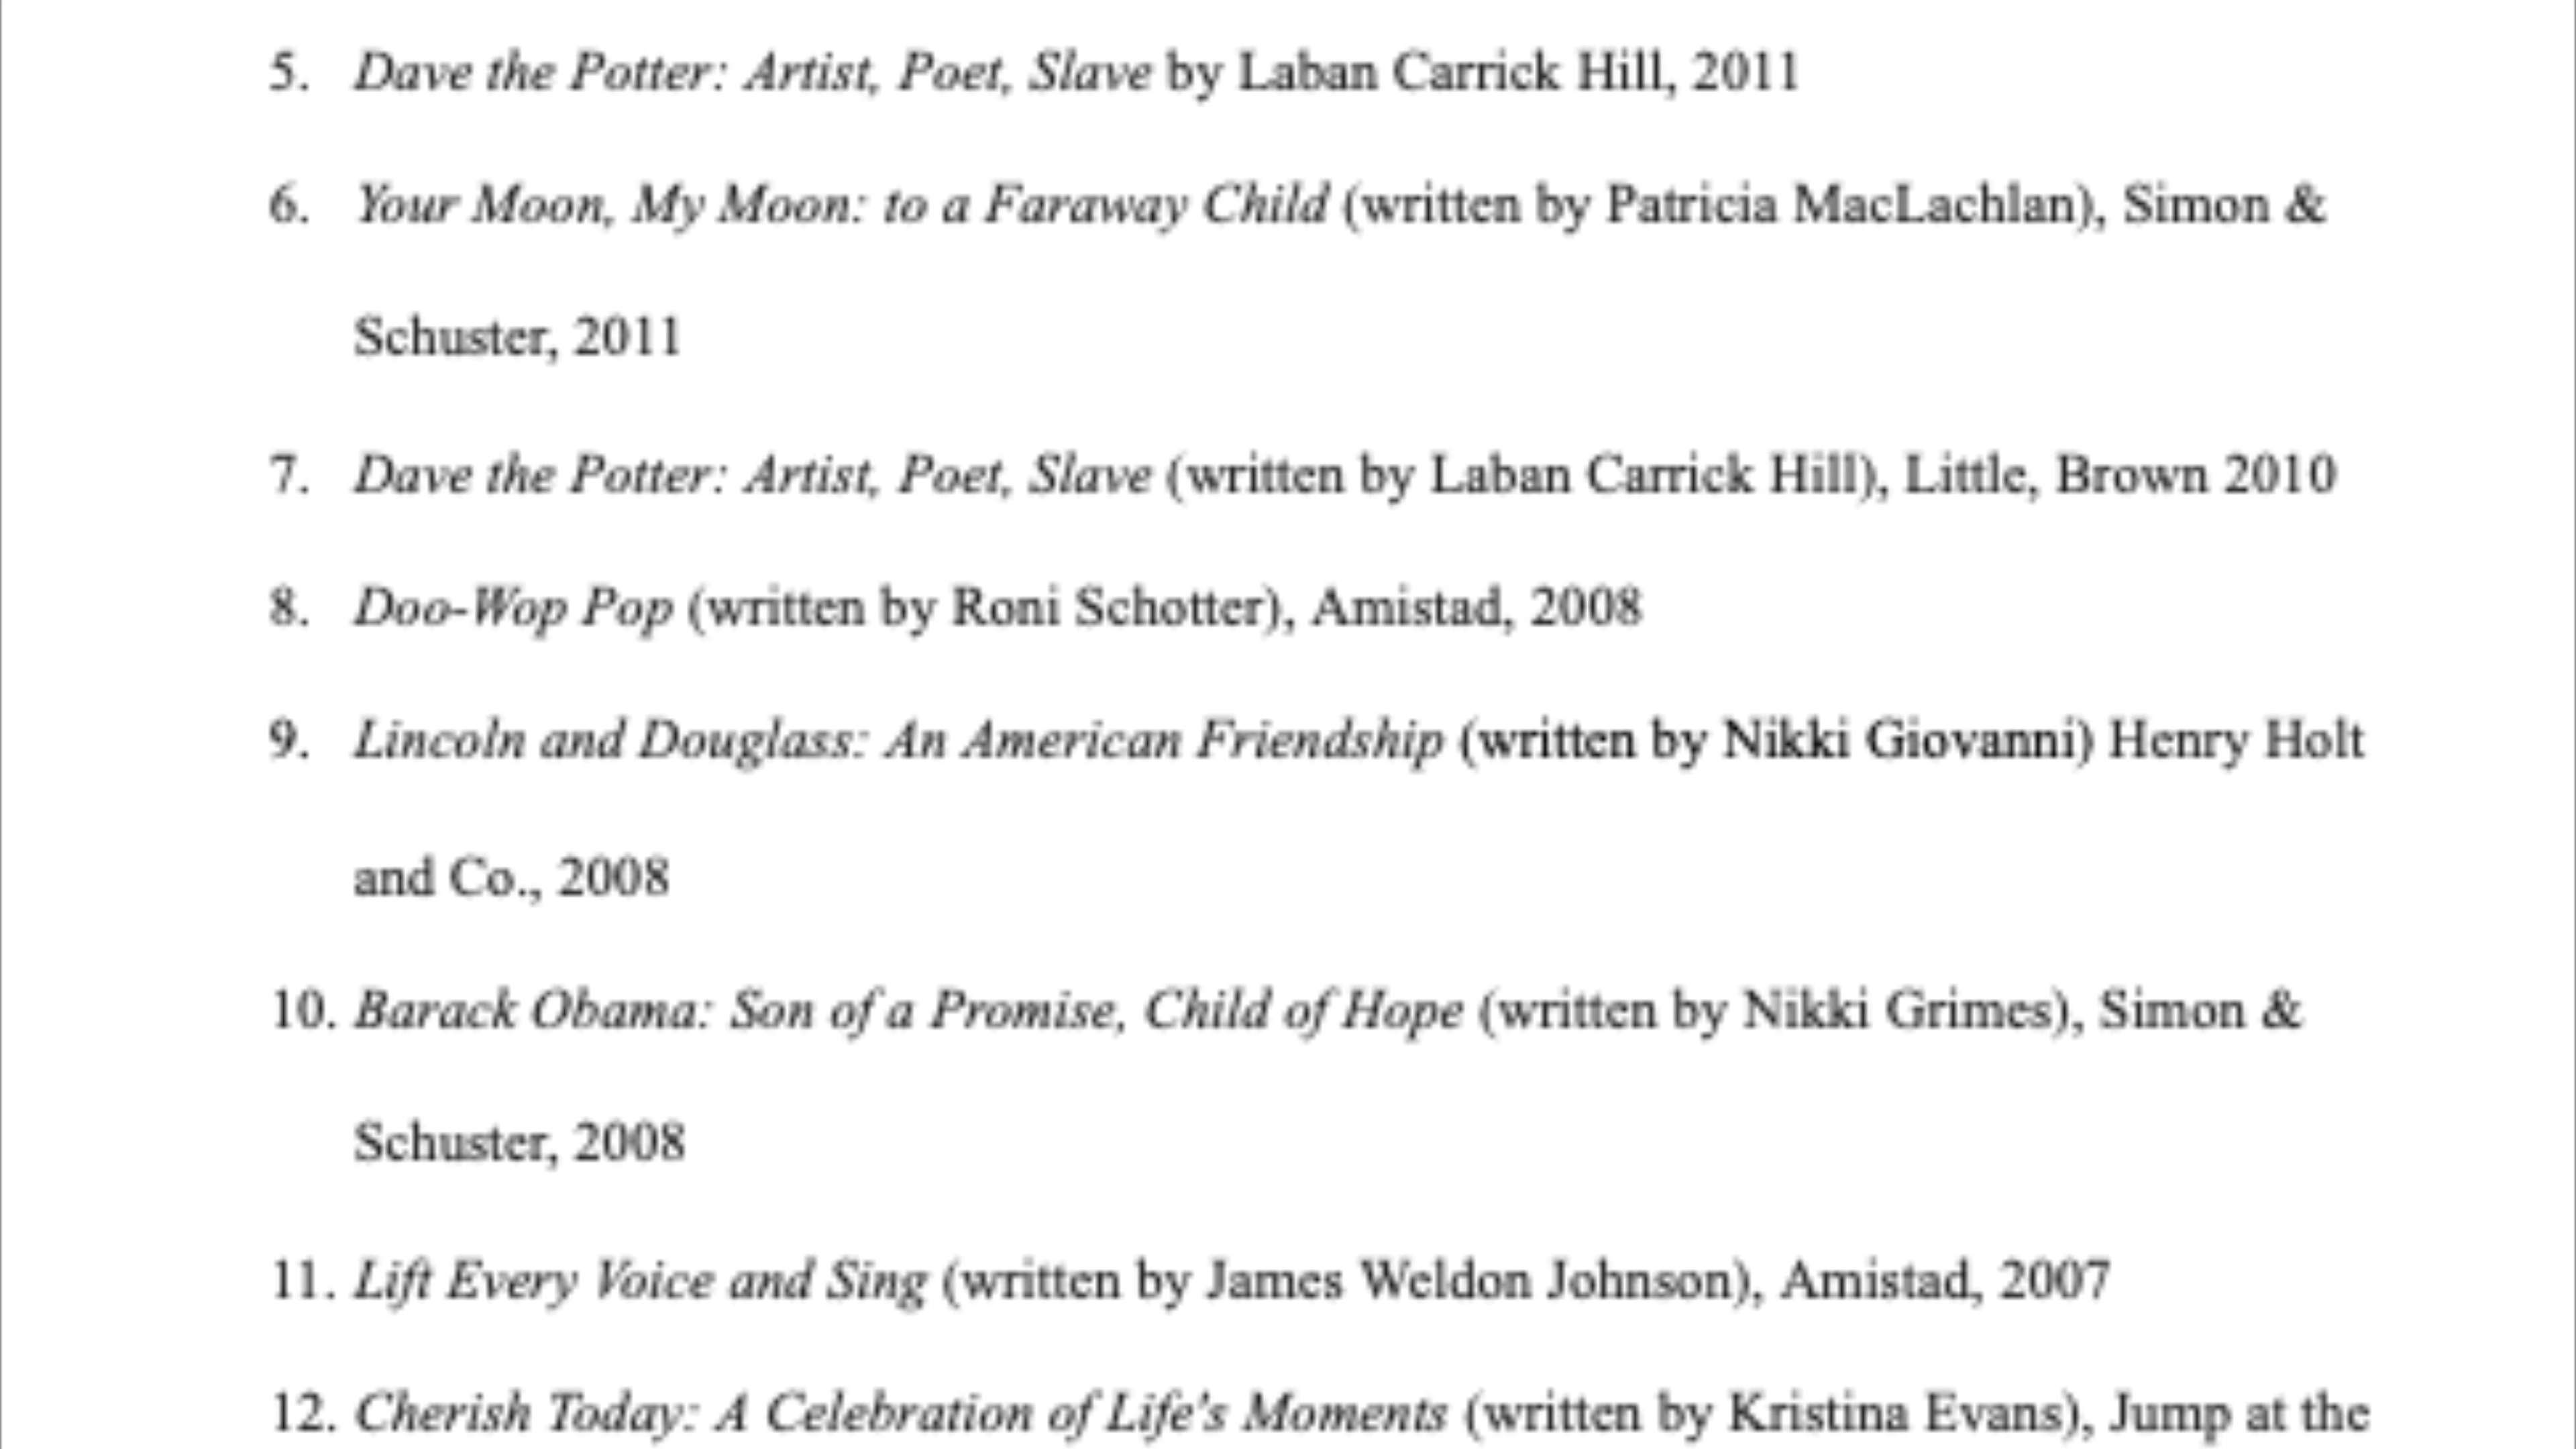 5. Dave the Potter: Artist, Poet, Slave by Laban Carrick Hill, 2011
6. Your Moon, My Moon: to a Faraway Child (written by Patricia MacLachlan), Simon &
Schuster, 2011
7. Dave the Potter: Artist, Poet, Slave (written by Laban Carrick Hill), Little, Brown 2010
8. Doo-Wop Pop (written by Roni Schotter), Amistad, 2008
9. Lincoln and Douglass: An American Friendship (written by Nikki Giovanni) Henry Holt
and Co., 2008
10. Barack Obama: Son of a Promise, Child of Hope (written by Nikki Grimes), Simon &
Schuster, 2008
11. Lift Every Voice and Sing (written by James Weldon Johnson), Amistad, 2007
12. Cherish Today: A Celebration of Life's Moments (written by Kristina Evans), Jump at the